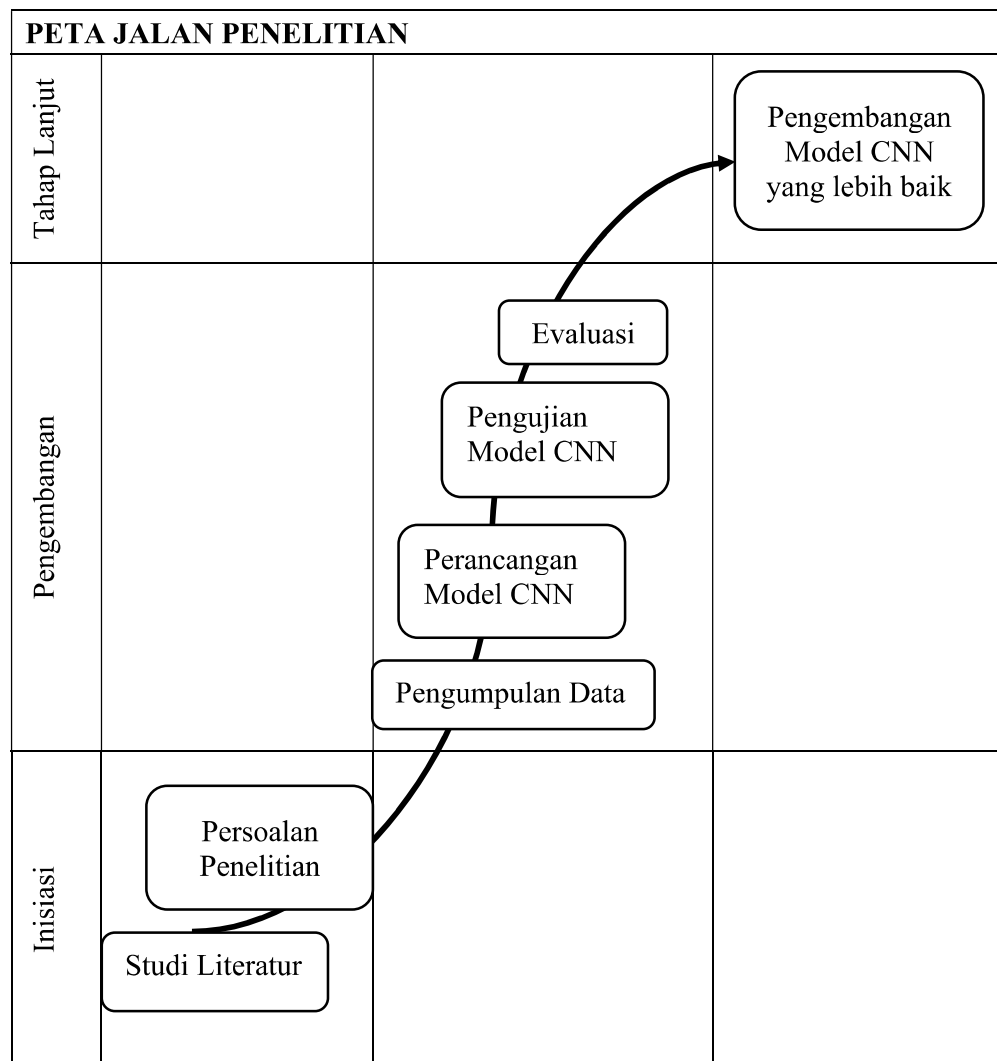 PETA JALAN PENELITIAN
Tahap Lanjut
Pengembangan
Model CNN
yang lebih baik
Pengembangan
Evaluasi
Pengujian
Model CNN
Perancangan
Model CNN
Pengumpulan Data
Inisiasi
Persoalan
Penelitian
Studi Literatur